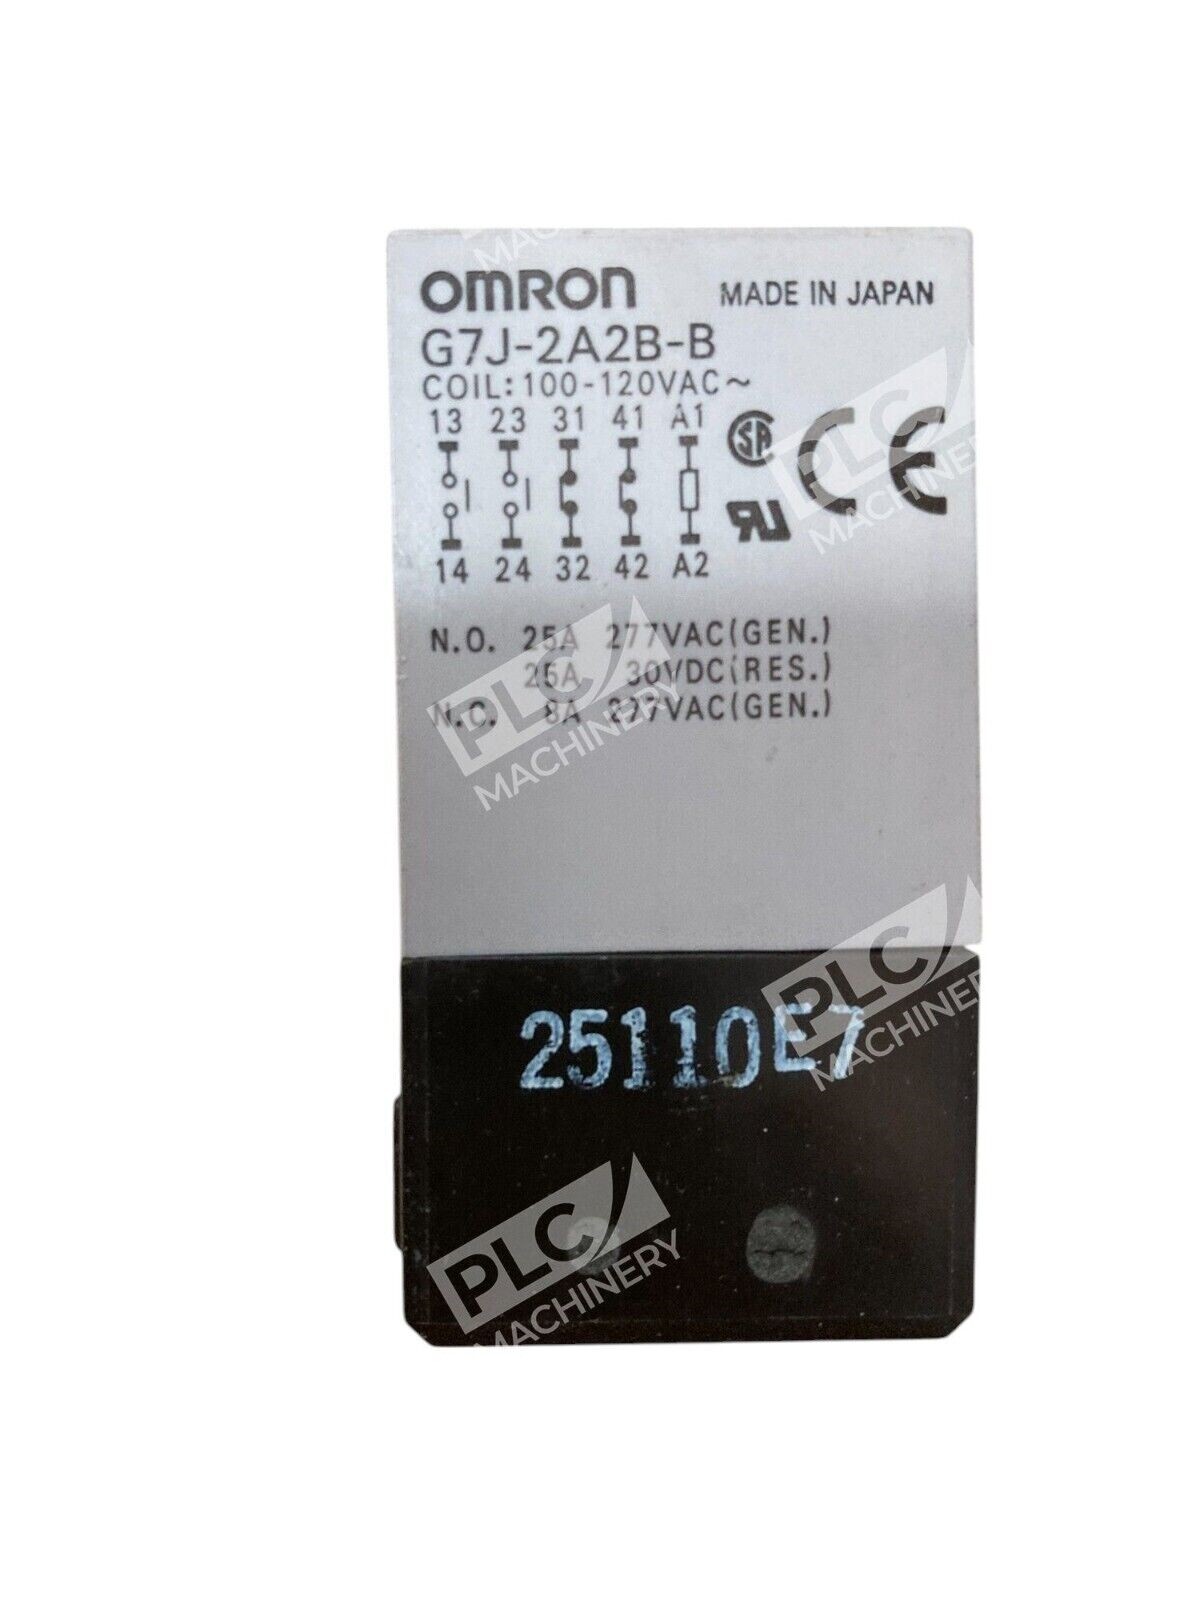 OMRON MADE IN JAPAN
G7J-2A2B-B
COIL: 100-120VAC~
13 23 31 41 A1
14 24 32 42 A2
N.O. 25A 277VAC(GEN.)
25A 30VDC(RES.)
N.C. 8A 277VAC(GEN.)
25110E7
PLC MACHINERY
PLC MACHINERY
PLC MACHINERY
PLC MACHINERY